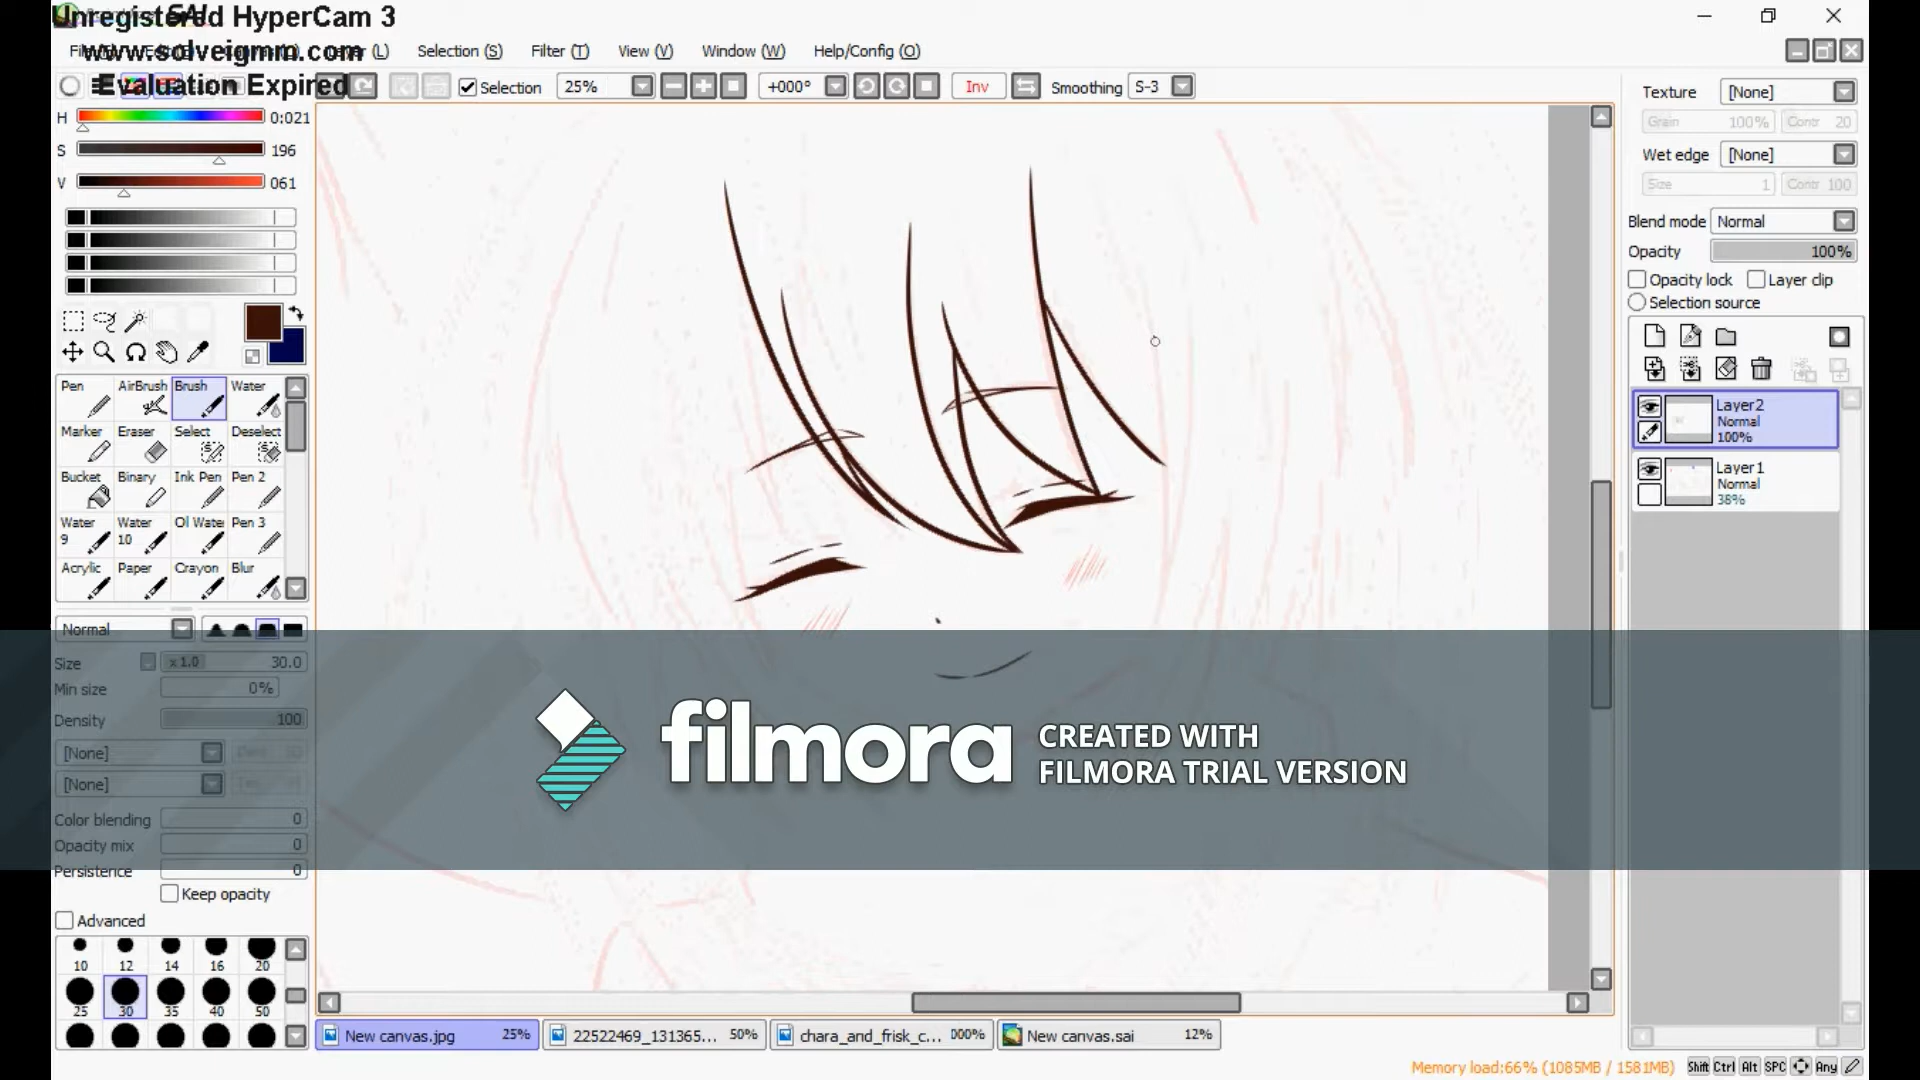 Unregistered HyperCam 3
www.solveigmm.com
Evaluation Expired
(L)
Selection (S)
Filter (T)
View (V)
Window (W)
Help/Config (O)
Selection
25%
+000°
Inv
Smoothing
S-3
H
0:021
S
196
V
061
Pen
AirBrush
Brush
Water
Marker
Eraser
Select
Deselect
Bucket
Binary
Ink Pen
Pen 2
Water 9
Water 10
Ol Wate
Pen 3
Acrylic
Paper
Crayon
Blur
Normal
Size
x 1.0
30.0
Min size
0%
Density
100
[None]
[None]
Color blending
0
Opacity mix
0
Persistence
0
Keep opacity
Advanced
10
12
14
16
20
25
30
35
40
50
Texture
[None]
Grain
100%
Contr
20
Wet edge
[None]
Size
1
Contr
100
Blend mode
Normal
Opacity
100%
Opacity lock
Layer clip
Selection source
Layer2
Normal
100%
Layer1
Normal
38%
filmora
CREATED WITH
FILMORA TRIAL VERSION
New canvas.jpg
25%
22522469_131365...
50%
chara_and_frisk_c...
000%
New canvas.sai
12%
Memory load:66% (1085MB / 1581MB)
Shift Ctrl Alt SPC Any